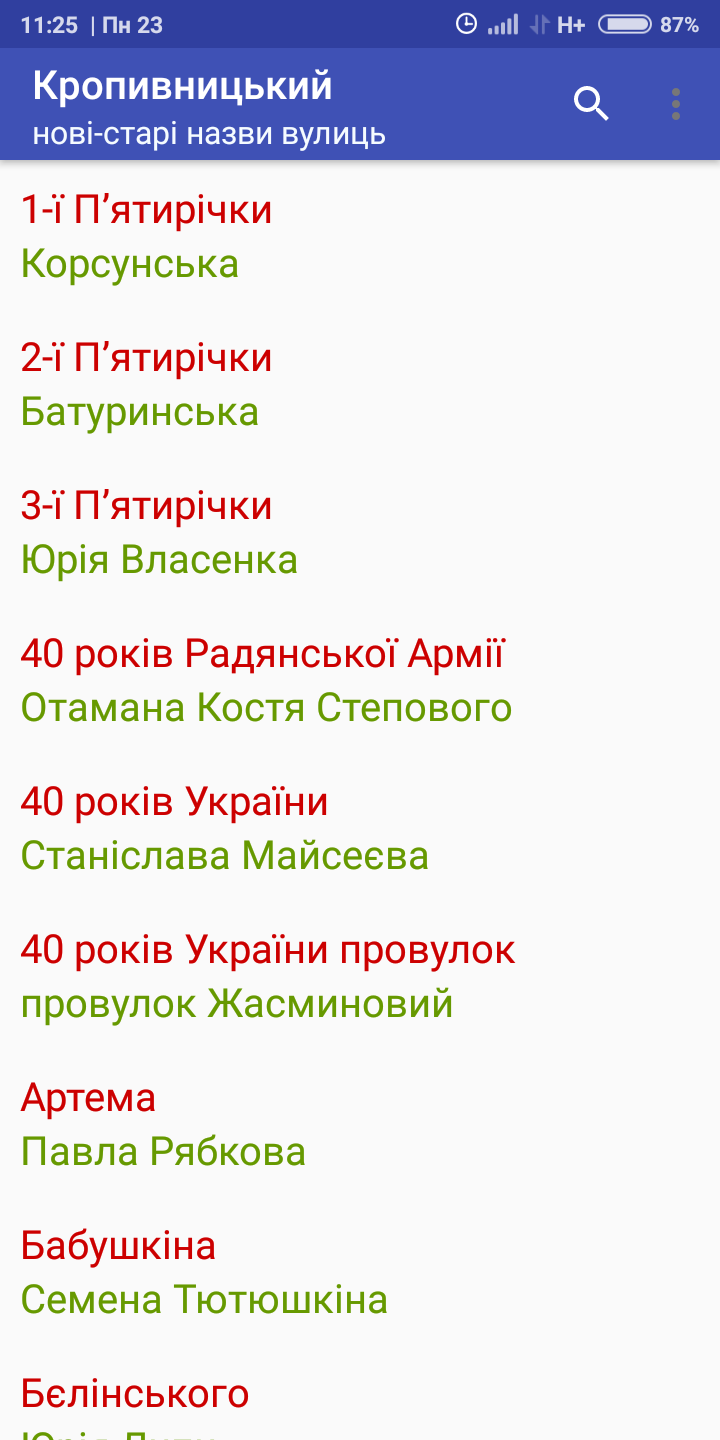 11:25 | Пн 23 H+ 87%
Кропивницький
нові-старі назви вулиць
1-ї П’ятирічки
Корсунська
2-ї П’ятирічки
Батуринська
3-ї П’ятирічки
Юрія Власенка
40 років Радянської Армії
Отамана Костя Степового
40 років України
Станіслава Майсеєва
40 років України провулок
провулок Жасминовий
Артема
Павла Рябкова
Бабушкіна
Семена Тютюшкіна
Бєлінського